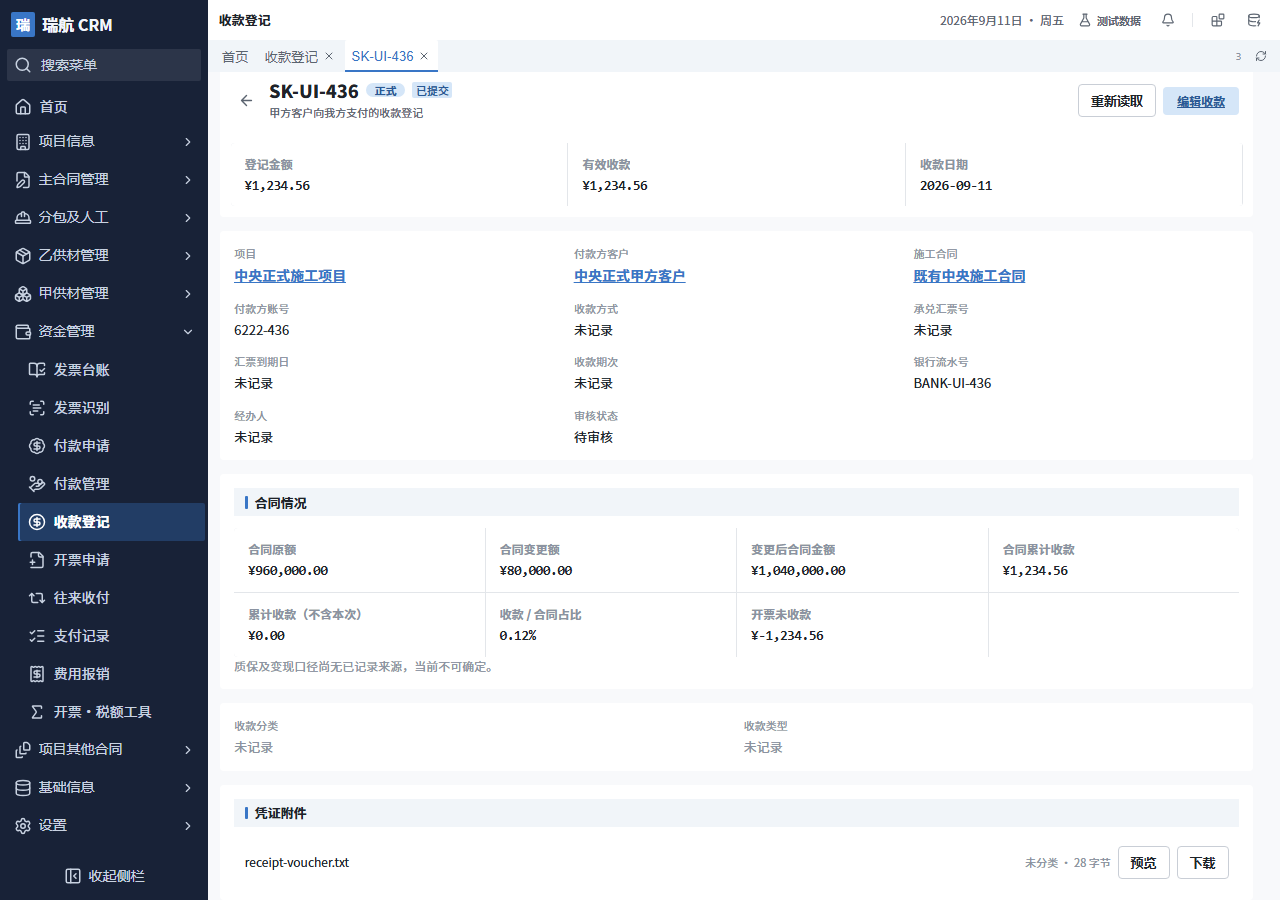 瑞 瑞航 CRM
搜索菜单
首页
项目信息
主合同管理
分包及人工
乙供材管理
甲供材管理
资金管理
发票台账
发票识别
付款申请
付款管理
收款登记
开票申请
往来收付
支付记录
费用报销
开票・税额工具
项目其他合同
基础信息
设置
收起侧栏
收款登记
2026年9月11日 · 周五 测试数据
首页 收款登记 × SK-UI-436 × 3
SK-UI-436 正式 已提交
甲方客户向我方支付的收款登记
重新读取 编辑收款
登记金额 有效收款 收款日期
¥1,234.56 ¥1,234.56 2026-09-11
项目 付款方客户 施工合同
中央正式施工项目 中央正式甲方客户 既有中央施工合同
付款方账号 收款方式 承兑汇票号
6222-436 未记录 未记录
汇票到期日 收款期次 银行流水号
未记录 未记录 BANK-UI-436
经办人 审核状态
未记录 待审核
合同情况
合同原额 合同变更额 变更后合同金额 合同累计收款
¥960,000.00 ¥80,000.00 ¥1,040,000.00 ¥1,234.56
累计收款（不含本次） 收款 / 合同占比 开票未收款
¥0.00 0.12% ¥-1,234.56
质保及变现口径尚无已记录来源，当前不可确定。
收款分类 收款类型
未记录 未记录
凭证附件
receipt-voucher.txt 未分类 · 28 字节 预览 下载